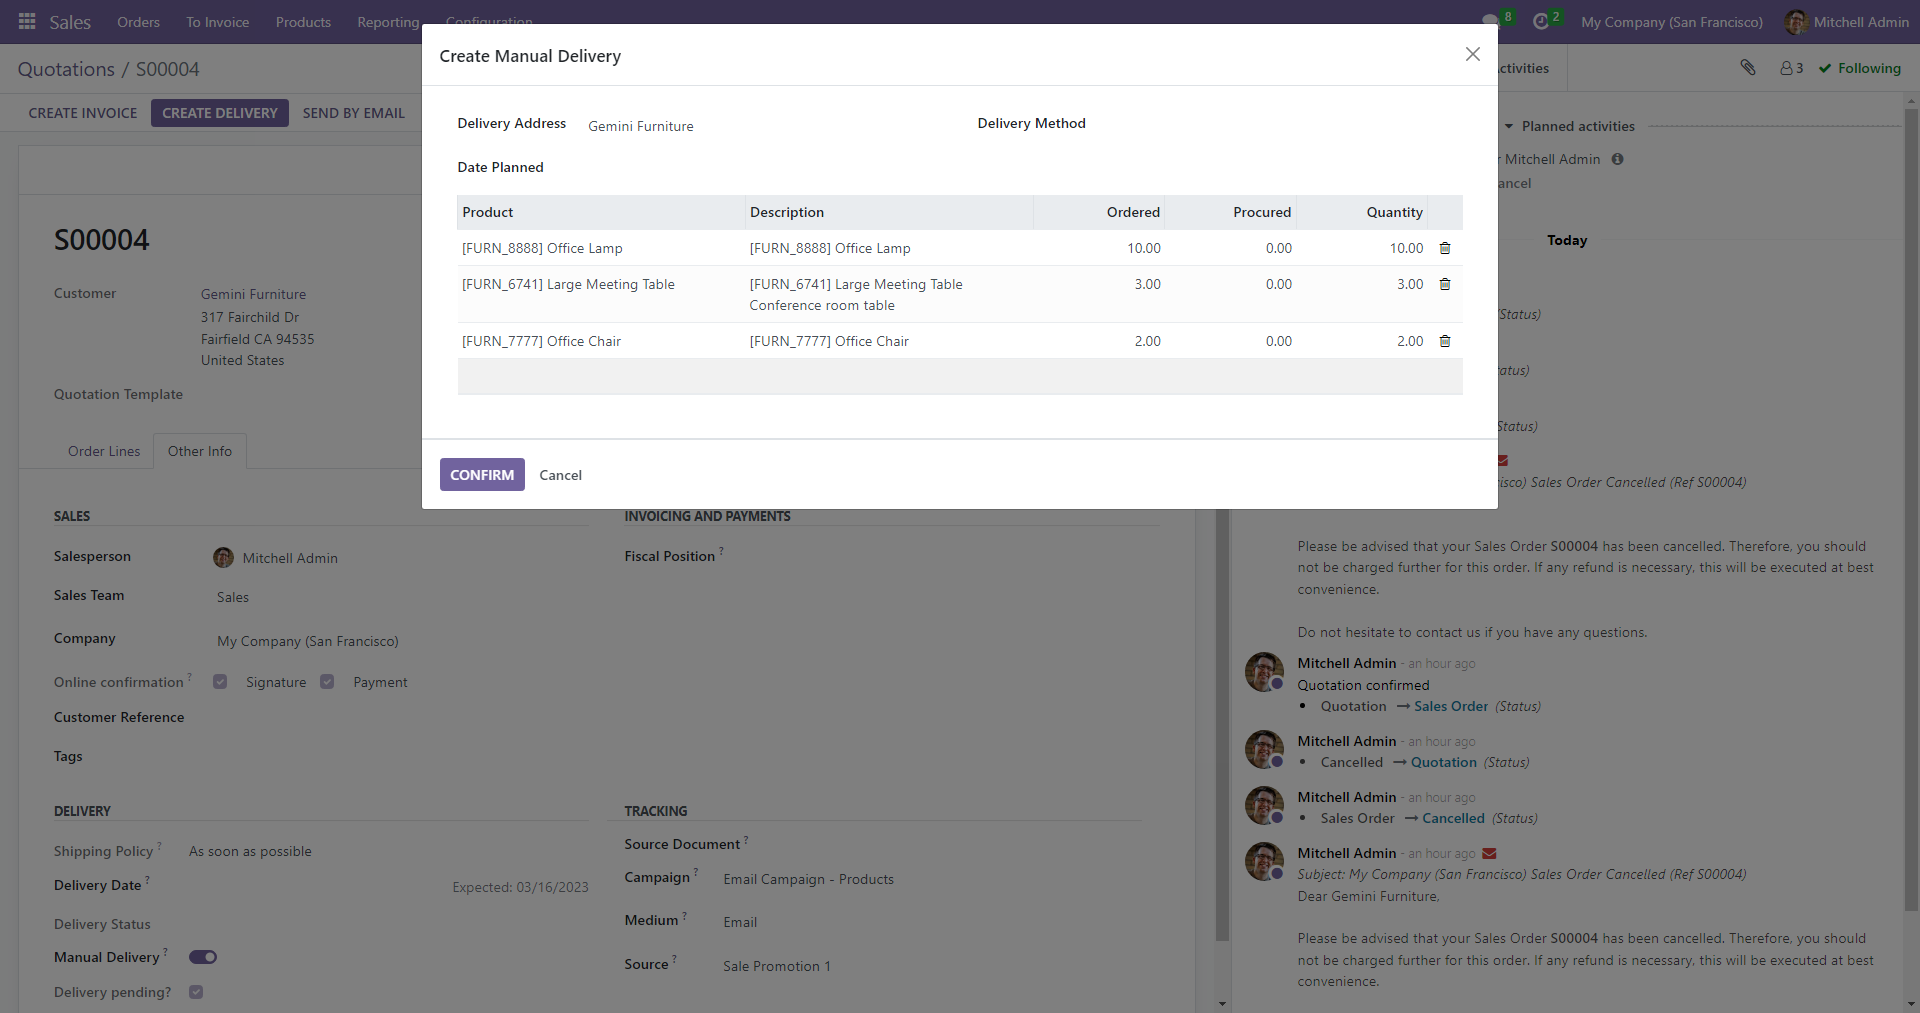 Sales Orders To Invoice Products Reporting Configuration 8 2 My Company (San Francisco) Mitchell Admin
Quotations / S00004
ctivities 3 Following
CREATE INVOICE CREATE DELIVERY SEND BY EMAIL
Create Manual Delivery
Delivery Address Gemini Furniture Delivery Method
Date Planned
Product Description Ordered Procured Quantity
[FURN_8888] Office Lamp [FURN_8888] Office Lamp 10.00 0.00 10.00
[FURN_6741] Large Meeting Table [FURN_6741] Large Meeting Table 3.00 0.00 3.00
Conference room table
[FURN_7777] Office Chair [FURN_7777] Office Chair 2.00 0.00 2.00
CONFIRM Cancel
S00004
Customer Gemini Furniture
317 Fairchild Dr
Fairfield CA 94535
United States
Quotation Template
Order Lines Other Info
SALES
Salesperson Mitchell Admin
Sales Team Sales
Company My Company (San Francisco)
Online confirmation ? Signature Payment
Customer Reference
Tags
INVOICING AND PAYMENTS
Fiscal Position ?
DELIVERY
Shipping Policy ? As soon as possible
Delivery Date ? Expected: 03/16/2023
Delivery Status
Manual Delivery ?
Delivery pending?
TRACKING
Source Document ?
Campaign ? Email Campaign - Products
Medium ? Email
Source ? Sale Promotion 1
Planned activities
r Mitchell Admin
ancel
Today
(Status)
atus)
Status)
isco) Sales Order Cancelled (Ref S00004)
Please be advised that your Sales Order S00004 has been cancelled. Therefore, you should
not be charged further for this order. If any refund is necessary, this will be executed at best
convenience.
Do not hesitate to contact us if you have any questions.
Mitchell Admin - an hour ago
Quotation confirmed
• Quotation → Sales Order (Status)
Mitchell Admin - an hour ago
• Cancelled → Quotation (Status)
Mitchell Admin - an hour ago
• Sales Order → Cancelled (Status)
Mitchell Admin - an hour ago
Subject: My Company (San Francisco) Sales Order Cancelled (Ref S00004)
Dear Gemini Furniture,
Please be advised that your Sales Order S00004 has been cancelled. Therefore, you should
not be charged further for this order. If any refund is necessary, this will be executed at best
convenience.